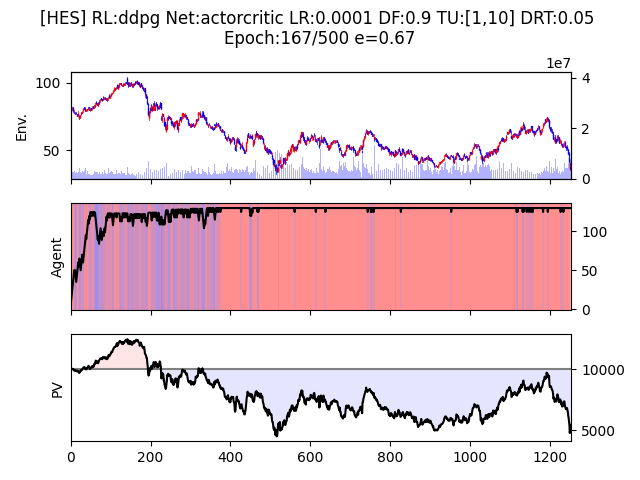 [HES] RL:ddpg Net:actorcritic LR:0.0001 DF:0.9 TU:[1,10] DRT:0.05
Epoch:167/500 e=0.67
1e7
100
50
Env.
4
2
0
Agent
100
50
0
PV
10000
5000
0 200 400 600 800 1000 1200